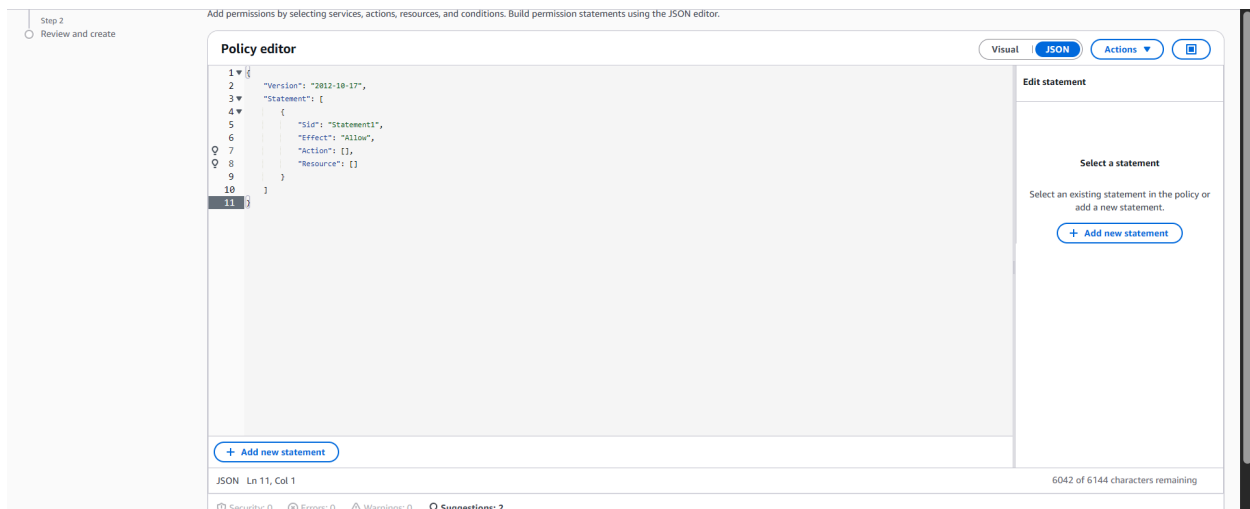 Add permissions by selecting services, actions, resources, and conditions. Build permission statements using the JSON editor.
Step 2
Review and create
Policy editor
Visual
JSON
Actions
1 {
2 "Version": "2012-10-17",
3 "Statement": [
4 {
5 "Sid": "Statement1",
6 "Effect": "Allow",
7 "Action": [],
8 "Resource": []
9 }
10 ]
11 }
Edit statement
Select a statement
Select an existing statement in the policy or
add a new statement.
+ Add new statement
+ Add new statement
JSON Ln 11, Col 1
6042 of 6144 characters remaining
Security: 0 Errors: 0 Warnings: 0 Suggestions: 2